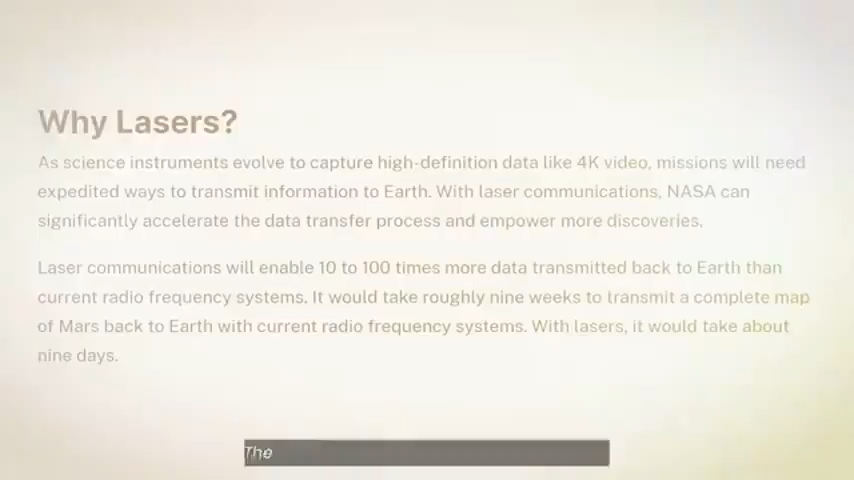 Why Lasers?
As science instruments evolve to capture high-definition data like 4K video, missions will need
expedited ways to transmit information to Earth. With laser communications, NASA can
significantly accelerate the data transfer process and empower more discoveries.
Laser communications will enable 10 to 100 times more data transmitted back to Earth than
current radio frequency systems. It would take roughly nine weeks to transmit a complete map
of Mars back to Earth with current radio frequency systems. With lasers, it would take about
nine days.
The